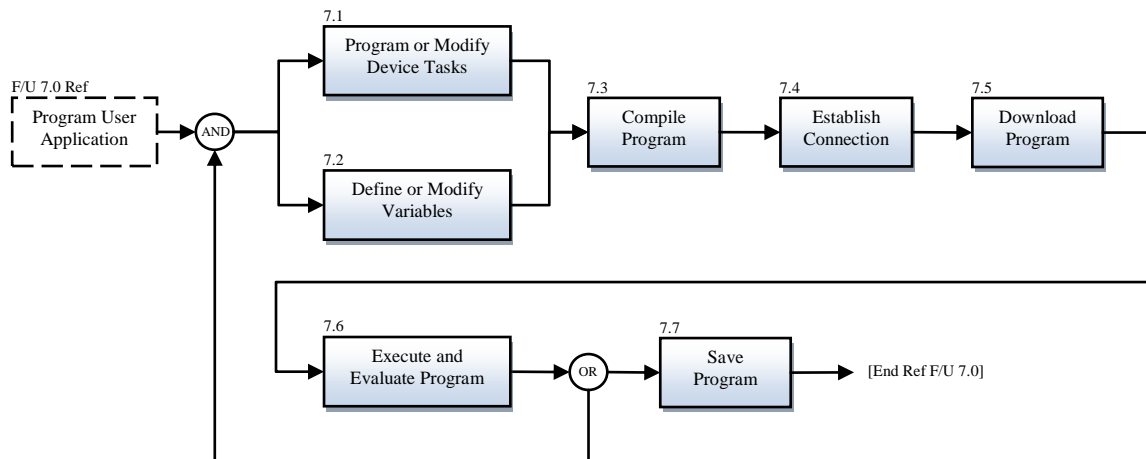 F/U 7.0 Ref
Program User
Application
AND
7.1
Program or Modify
Device Tasks
7.2
Define or Modify
Variables
7.3
Compile
Program
7.4
Establish
Connection
7.5
Download
Program
7.6
Execute and
Evaluate Program
OR
7.7
Save
Program
[End Ref F/U 7.0]